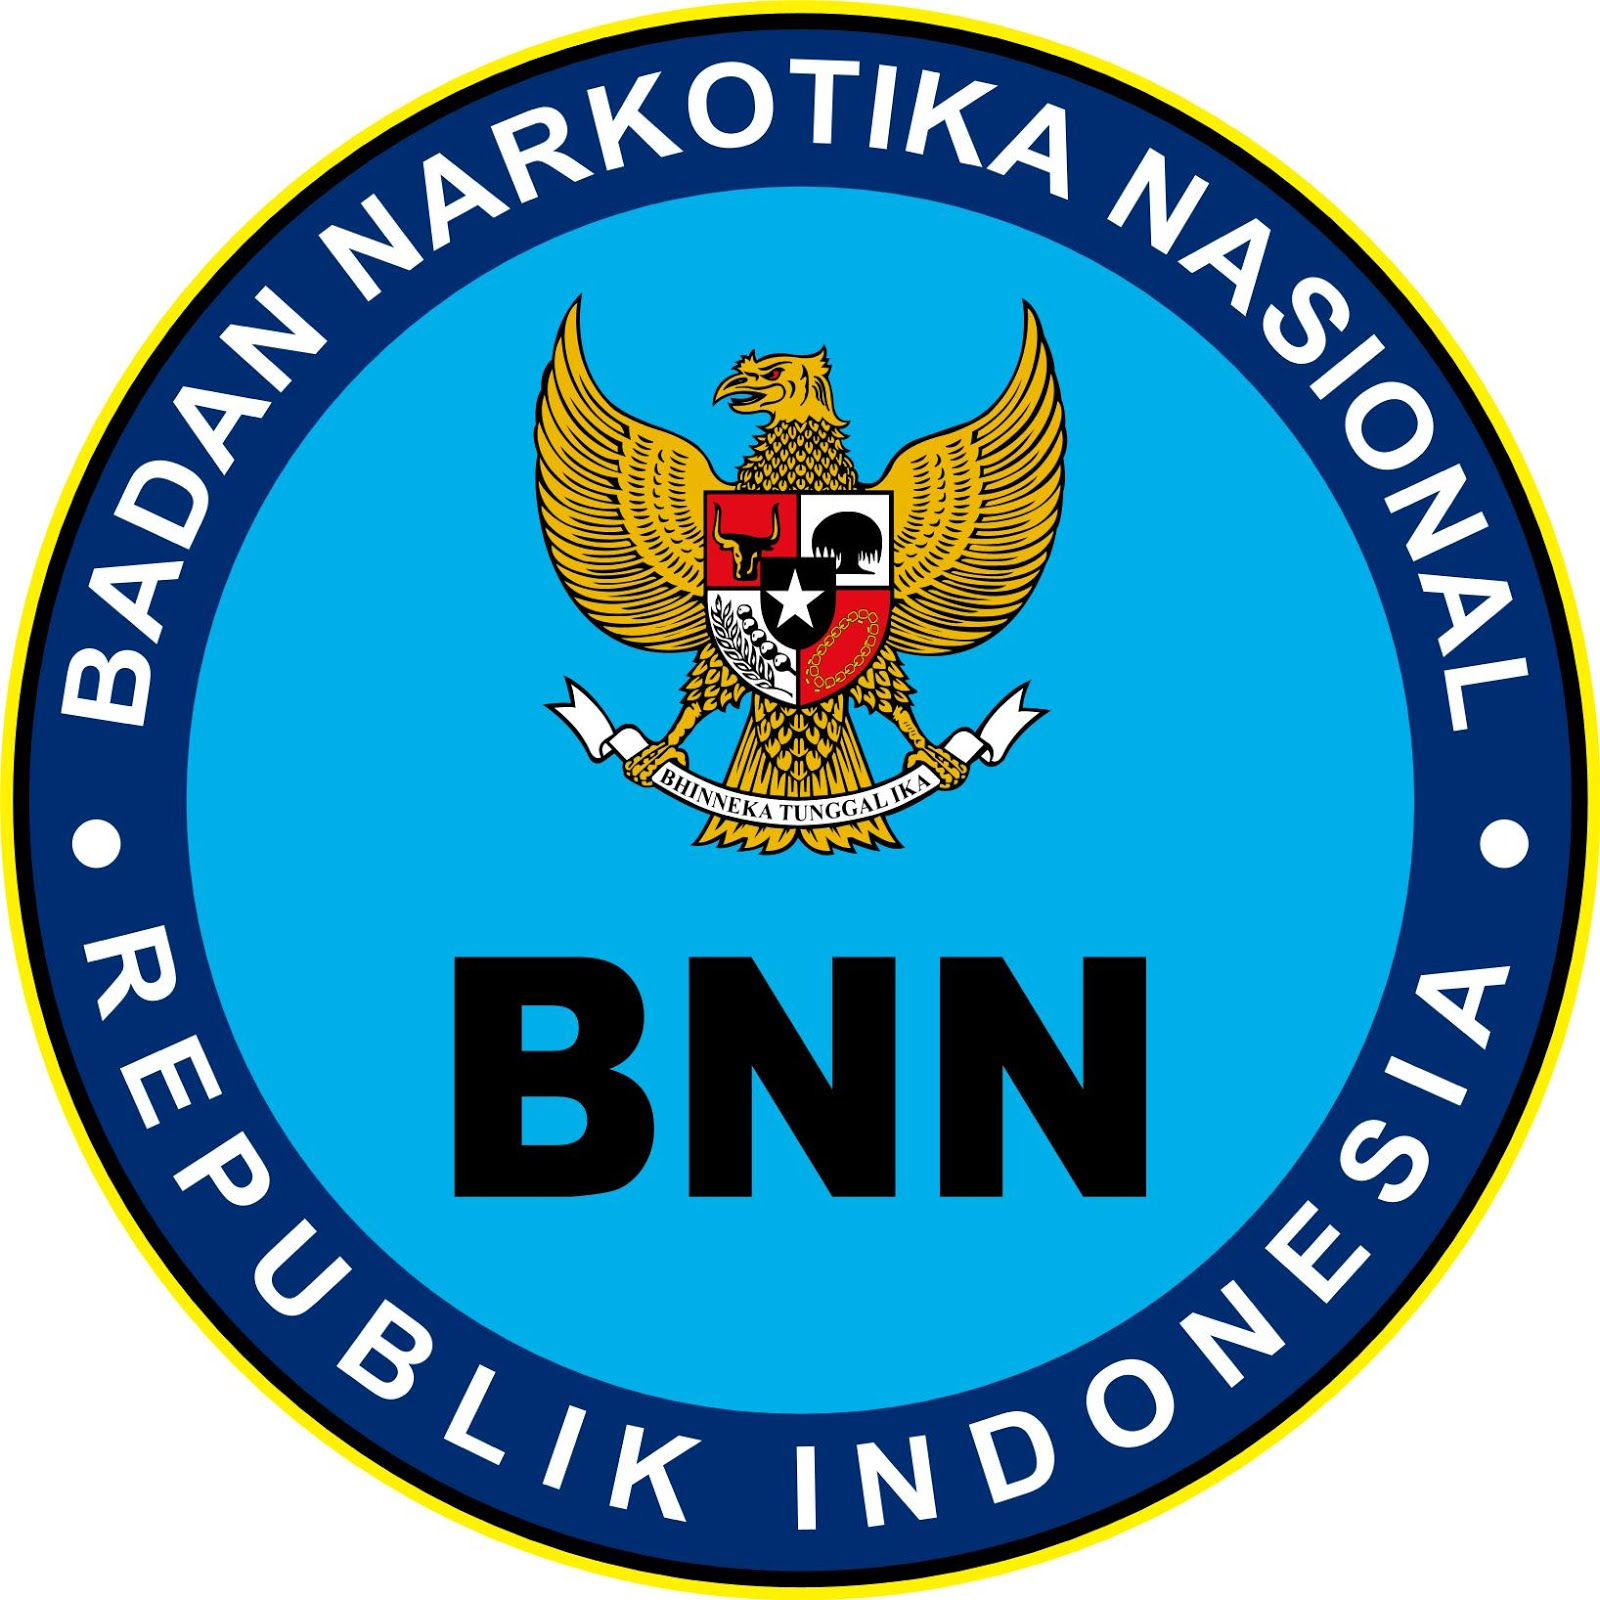 BADAN NARKOTIKA NASIONAL
BHINNEKA TUNGGAL IKA
BNN
• REPUBLIK INDONESIA •